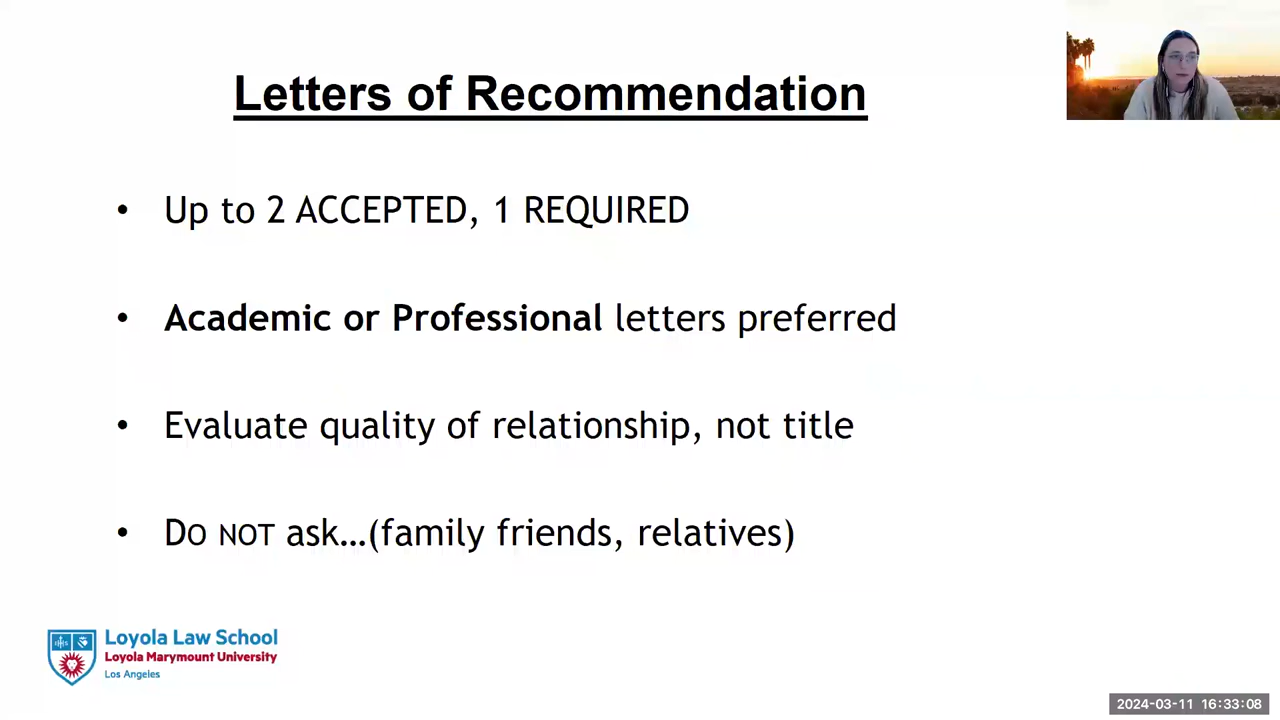 Letters of Recommendation
• Up to 2 ACCEPTED, 1 REQUIRED
• Academic or Professional letters preferred
• Evaluate quality of relationship, not title
• DO NOT ask…(family friends, relatives)
Loyola Law School
Loyola Marymount University
Los Angeles
2024-03-11 16:33:08